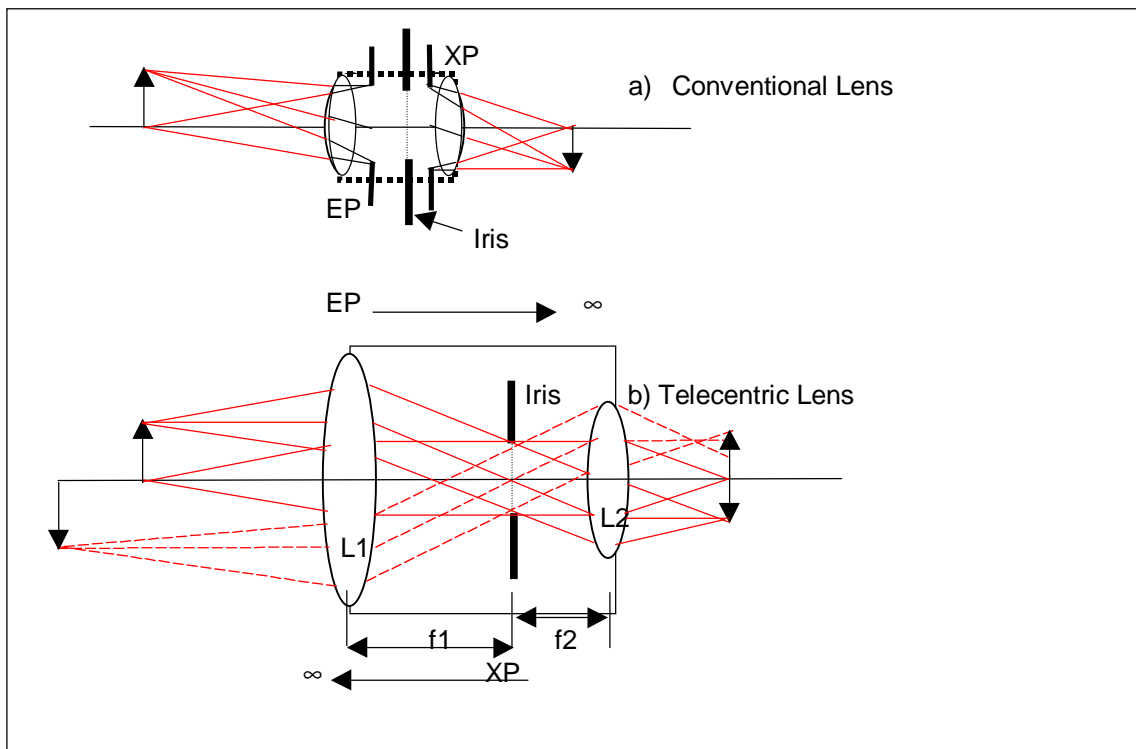 XP
a) Conventional Lens
EP
Iris
EP ∞
Iris
b) Telecentric Lens
L1
L2
f1
f2
∞ XP